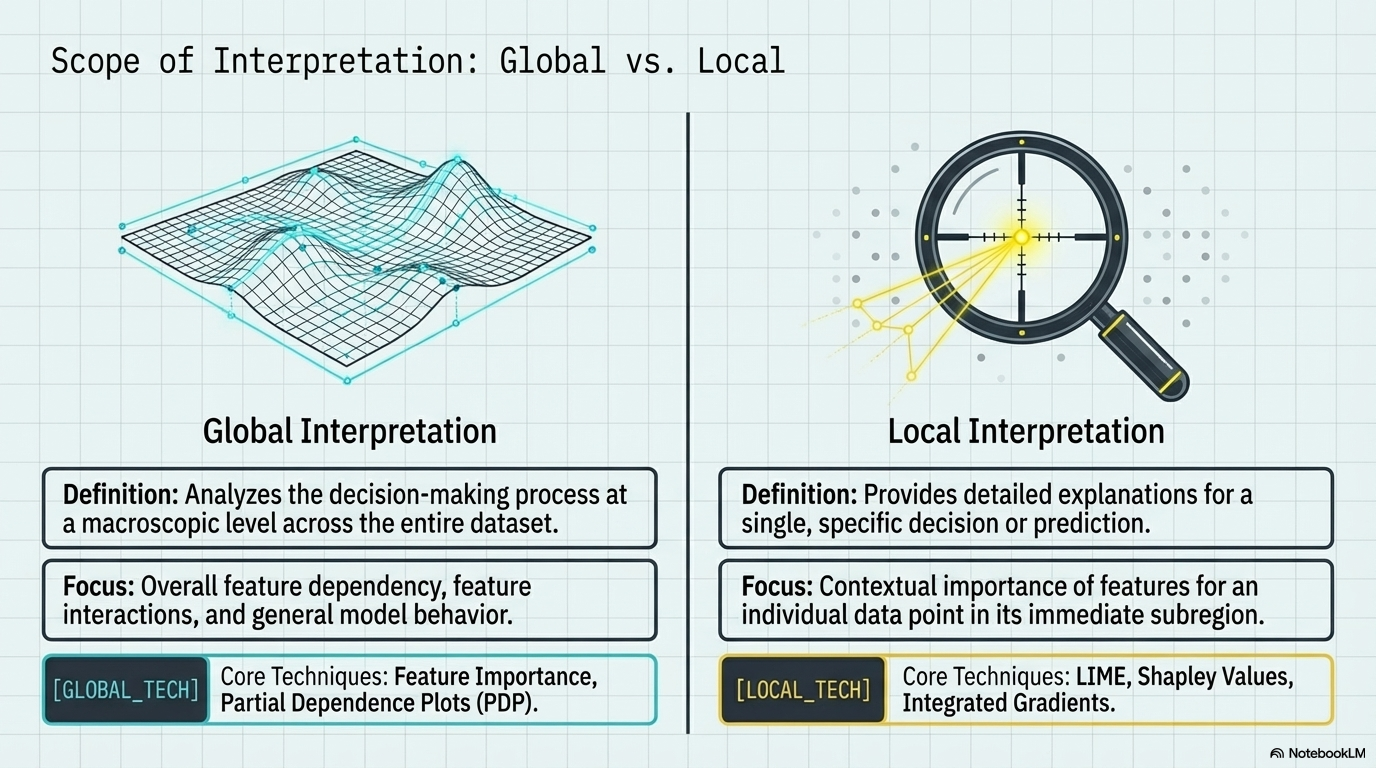 Scope of Interpretation: Global vs. Local
Global Interpretation
Definition: Analyzes the decision-making process at
a macroscopic level across the entire dataset.
Focus: Overall feature dependency, feature
interactions, and general model behavior.
[GLOBAL_TECH]
Core Techniques: Feature Importance,
Partial Dependence Plots (PDP).
Local Interpretation
Definition: Provides detailed explanations for a
single, specific decision or prediction.
Focus: Contextual importance of features for an
individual data point in its immediate subregion.
[LOCAL_TECH]
Core Techniques: LIME, Shapley Values,
Integrated Gradients.
NotebookLM